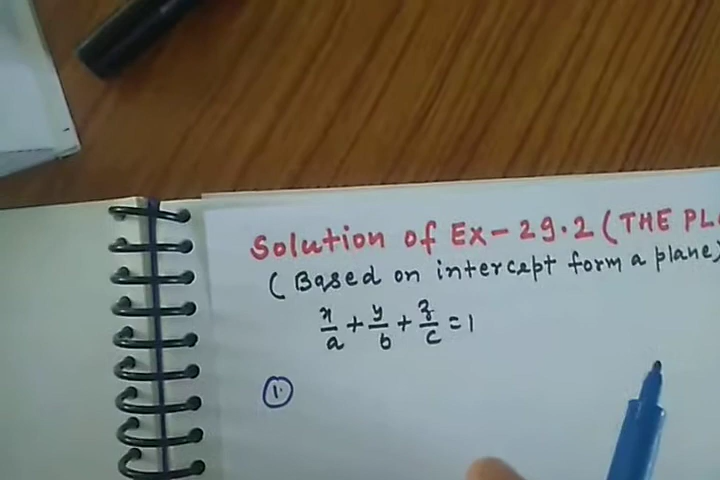 Solution of Ex-29.2 (THE PL
(Based on intercept form a plane)
x/a + y/b + z/c = 1
1.